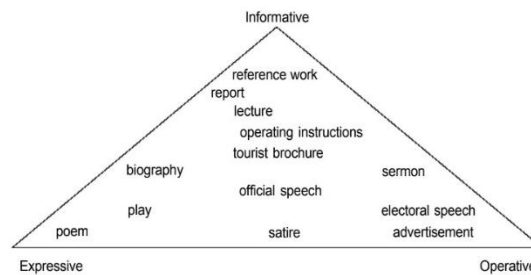 Informative
reference work
report
lecture
operating instructions
tourist brochure
biography
sermon
official speech
play
electoral speech
poem
satire
advertisement
Expressive
Operative